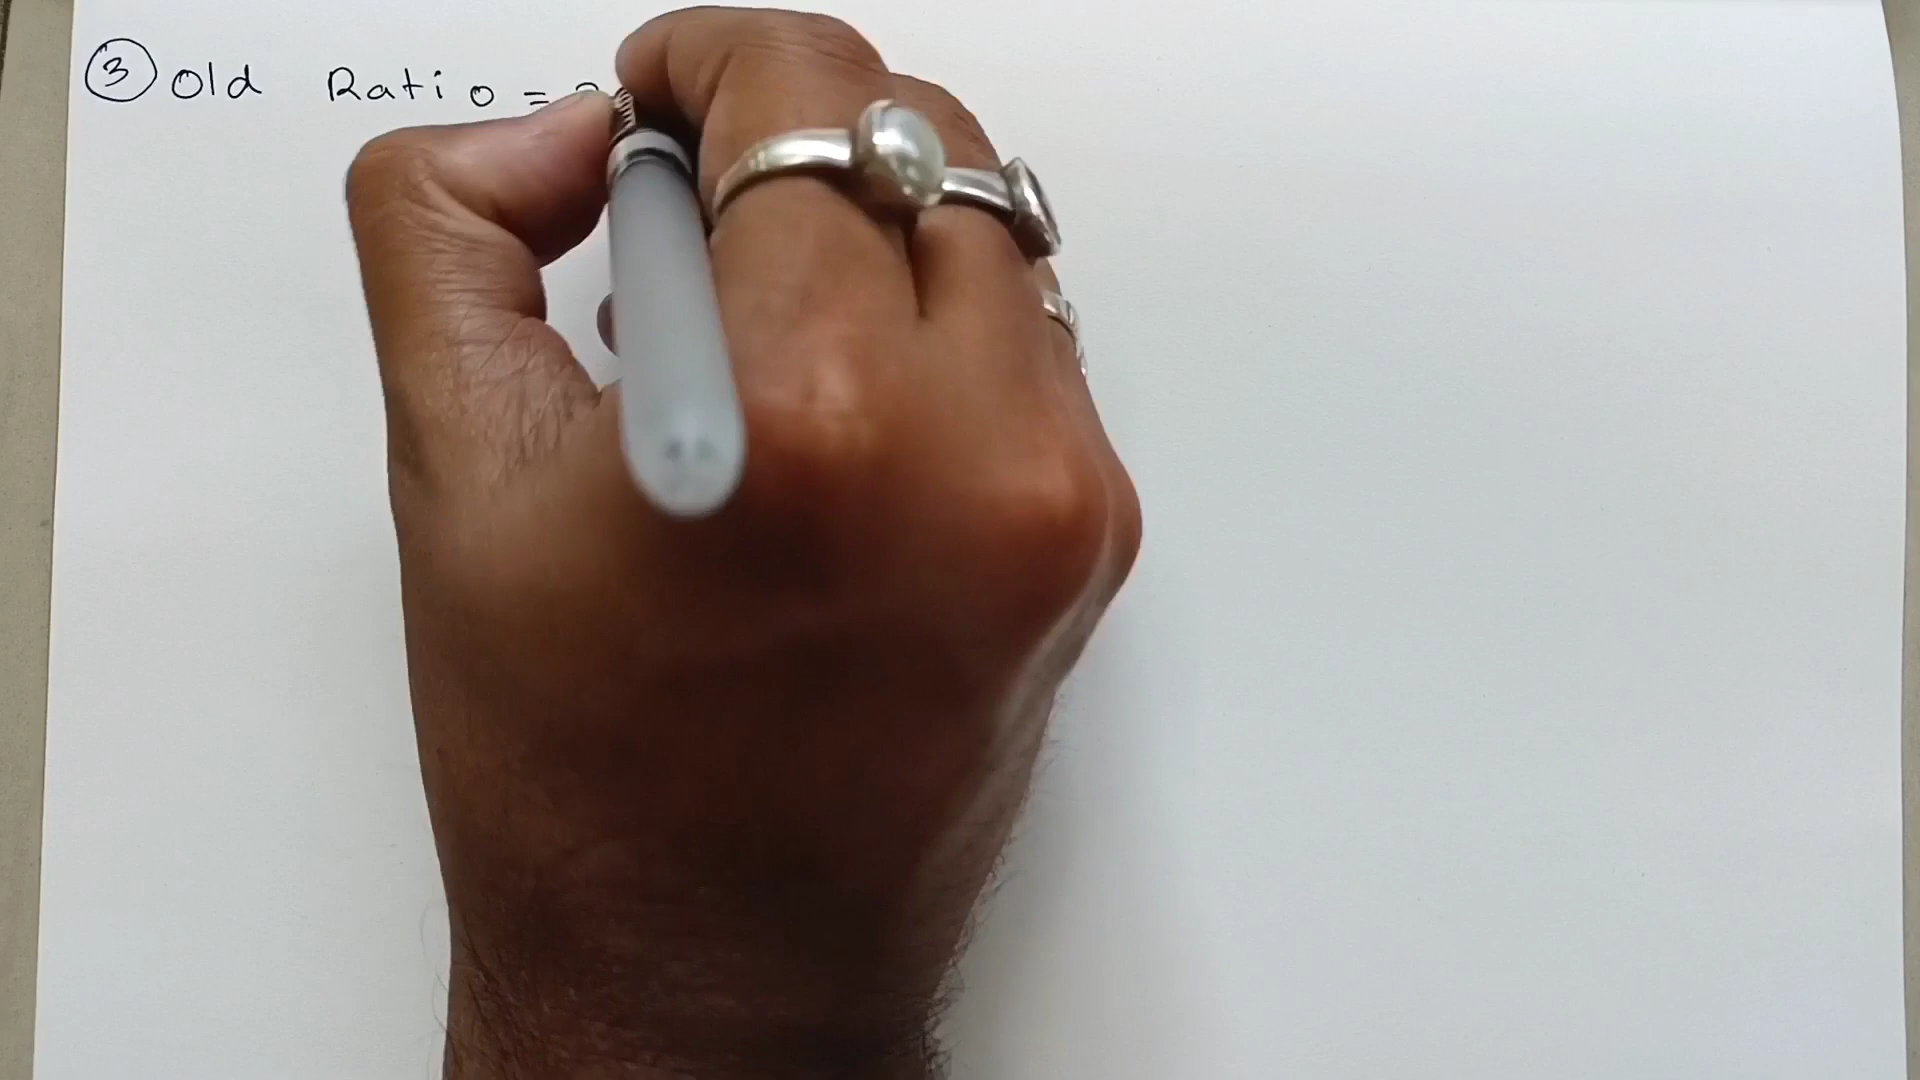 ③ Old Ratio =